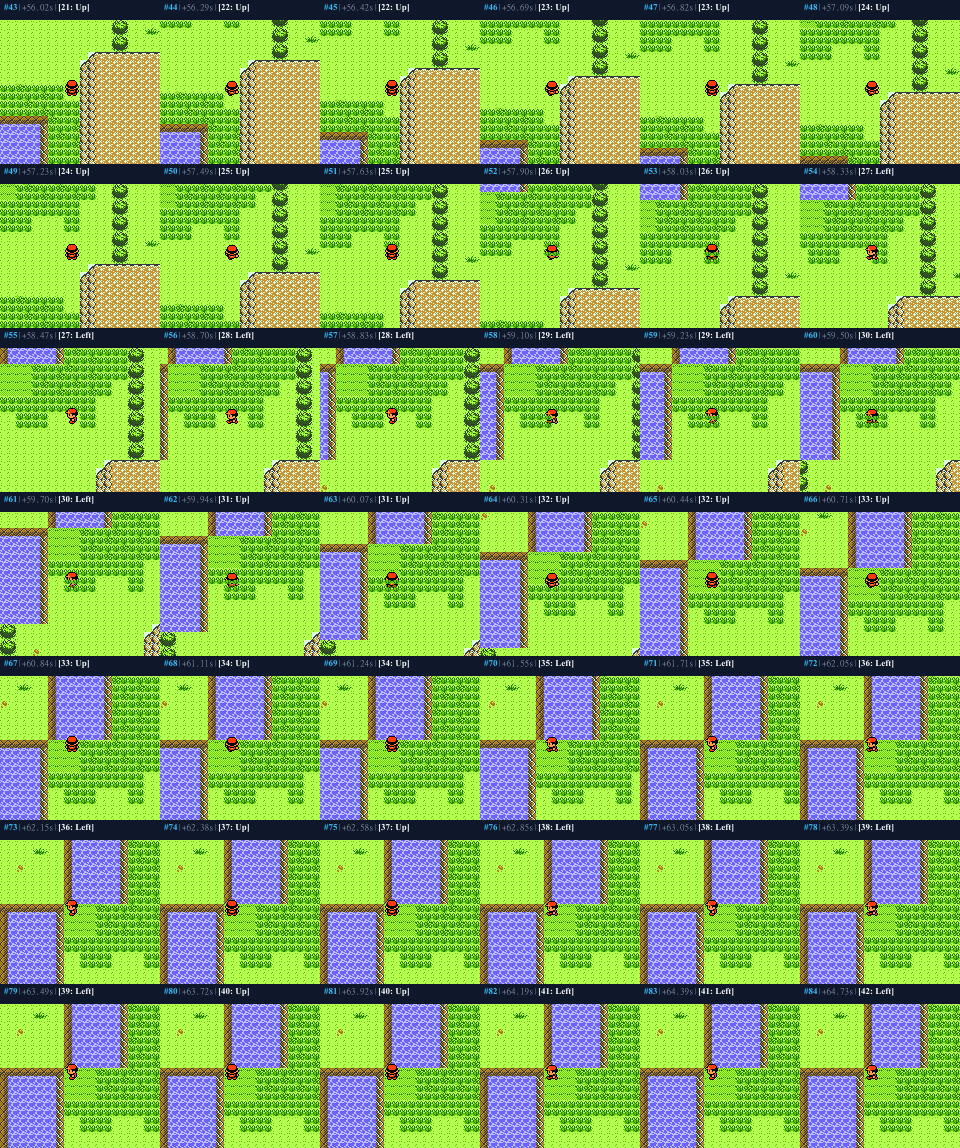 #43|+56.02s|[21: Up] #44|+56.29s|[22: Up] #45|+56.42s|[22: Up] #46|+56.69s|[23: Up] #47|+56.82s|[23: Up] #48|+57.09s|[24: Up]
#49|+57.23s|[24: Up] #50|+57.49s|[25: Up] #51|+57.63s|[25: Up] #52|+57.90s|[26: Up] #53|+58.03s|[26: Up] #54|+58.33s|[27: Left]
#55|+58.47s|[27: Left] #56|+58.70s|[28: Left] #57|+58.83s|[28: Left] #58|+59.10s|[29: Left] #59|+59.23s|[29: Left] #60|+59.50s|[30: Left]
#61|+59.70s|[30: Left] #62|+59.94s|[31: Up] #63|+60.07s|[31: Up] #64|+60.31s|[32: Up] #65|+60.44s|[32: Up] #66|+60.71s|[33: Up]
#67|+60.84s|[33: Up] #68|+61.11s|[34: Up] #69|+61.24s|[34: Up] #70|+61.55s|[35: Left] #71|+61.71s|[35: Left] #72|+62.05s|[36: Left]
#73|+62.15s|[36: Left] #74|+62.38s|[37: Up] #75|+62.58s|[37: Up] #76|+62.85s|[38: Left] #77|+63.05s|[38: Left] #78|+63.39s|[39: Left]
#79|+63.49s|[39: Left] #80|+63.72s|[40: Up] #81|+63.92s|[40: Up] #82|+64.19s|[41: Left] #83|+64.39s|[41: Left] #84|+64.73s|[42: Left]